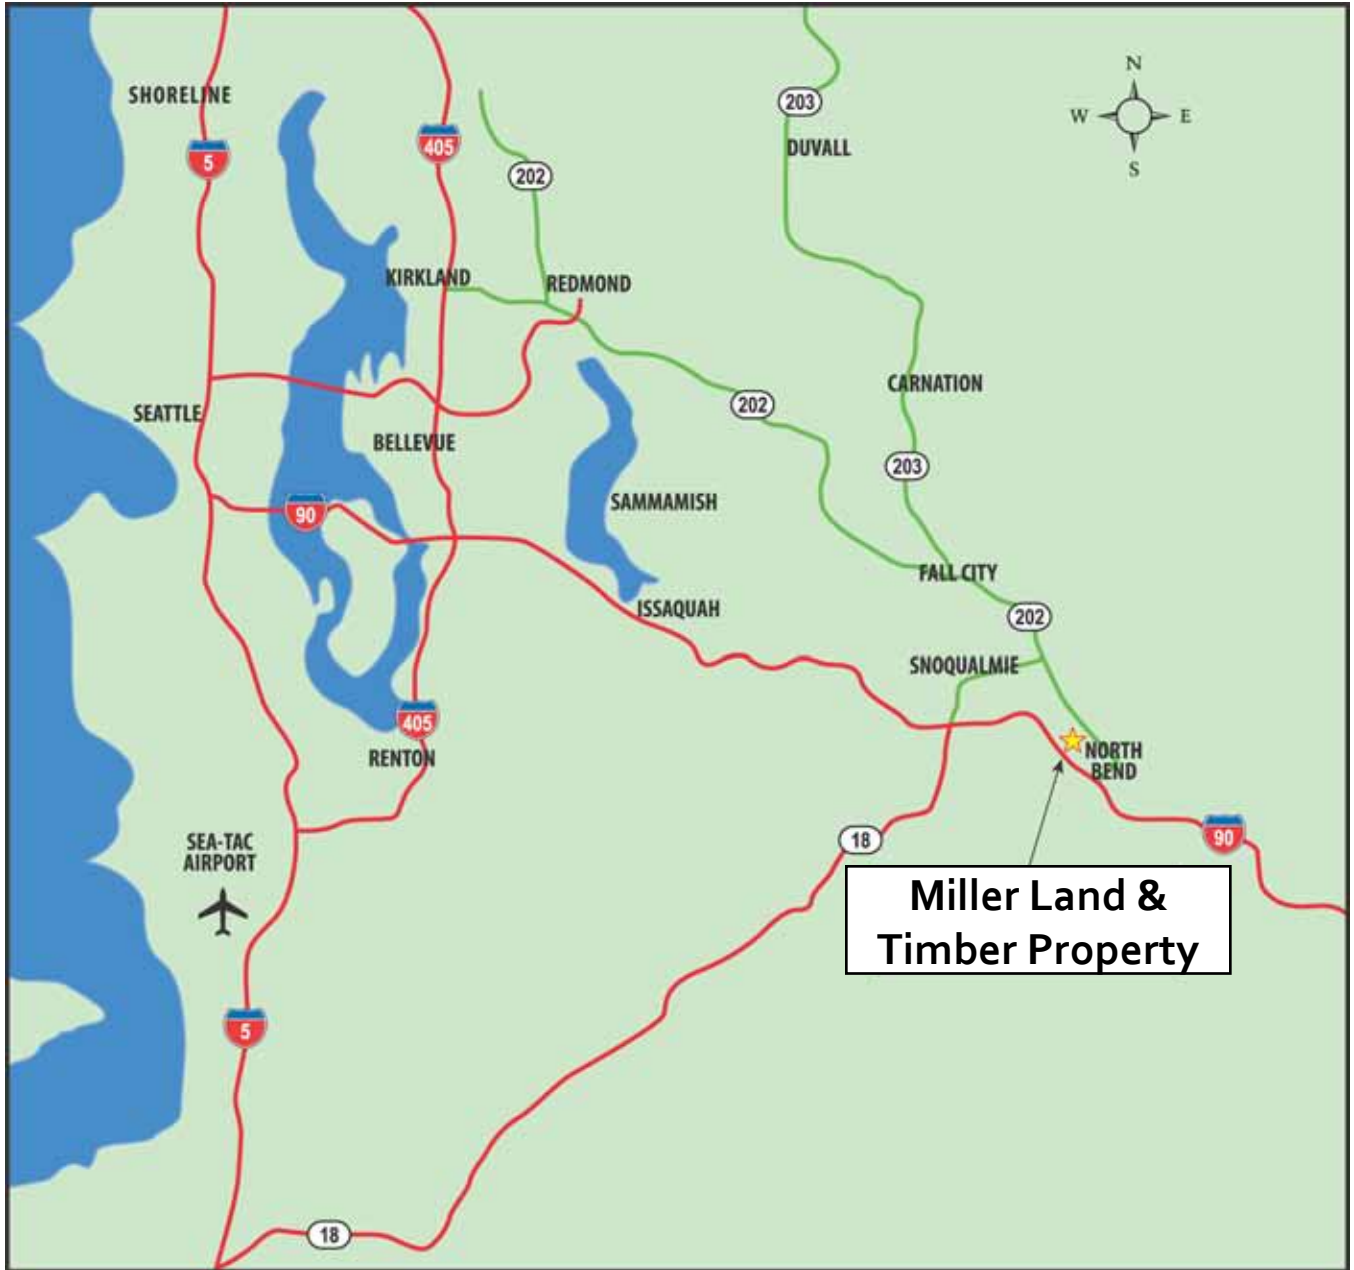 N
W E
S
SHORELINE
5
405
203
DUVALL
202
KIRKLAND
REDMOND
CARNATION
202
SEATTLE
BELLEVUE
203
SAMMAMISH
90
FALL CITY
ISSAQUAH
202
SNOQUALMIE
405
RENTON
NORTH
BEND
SEA-TAC
AIRPORT
18
90
Miller Land &
Timber Property
5
18